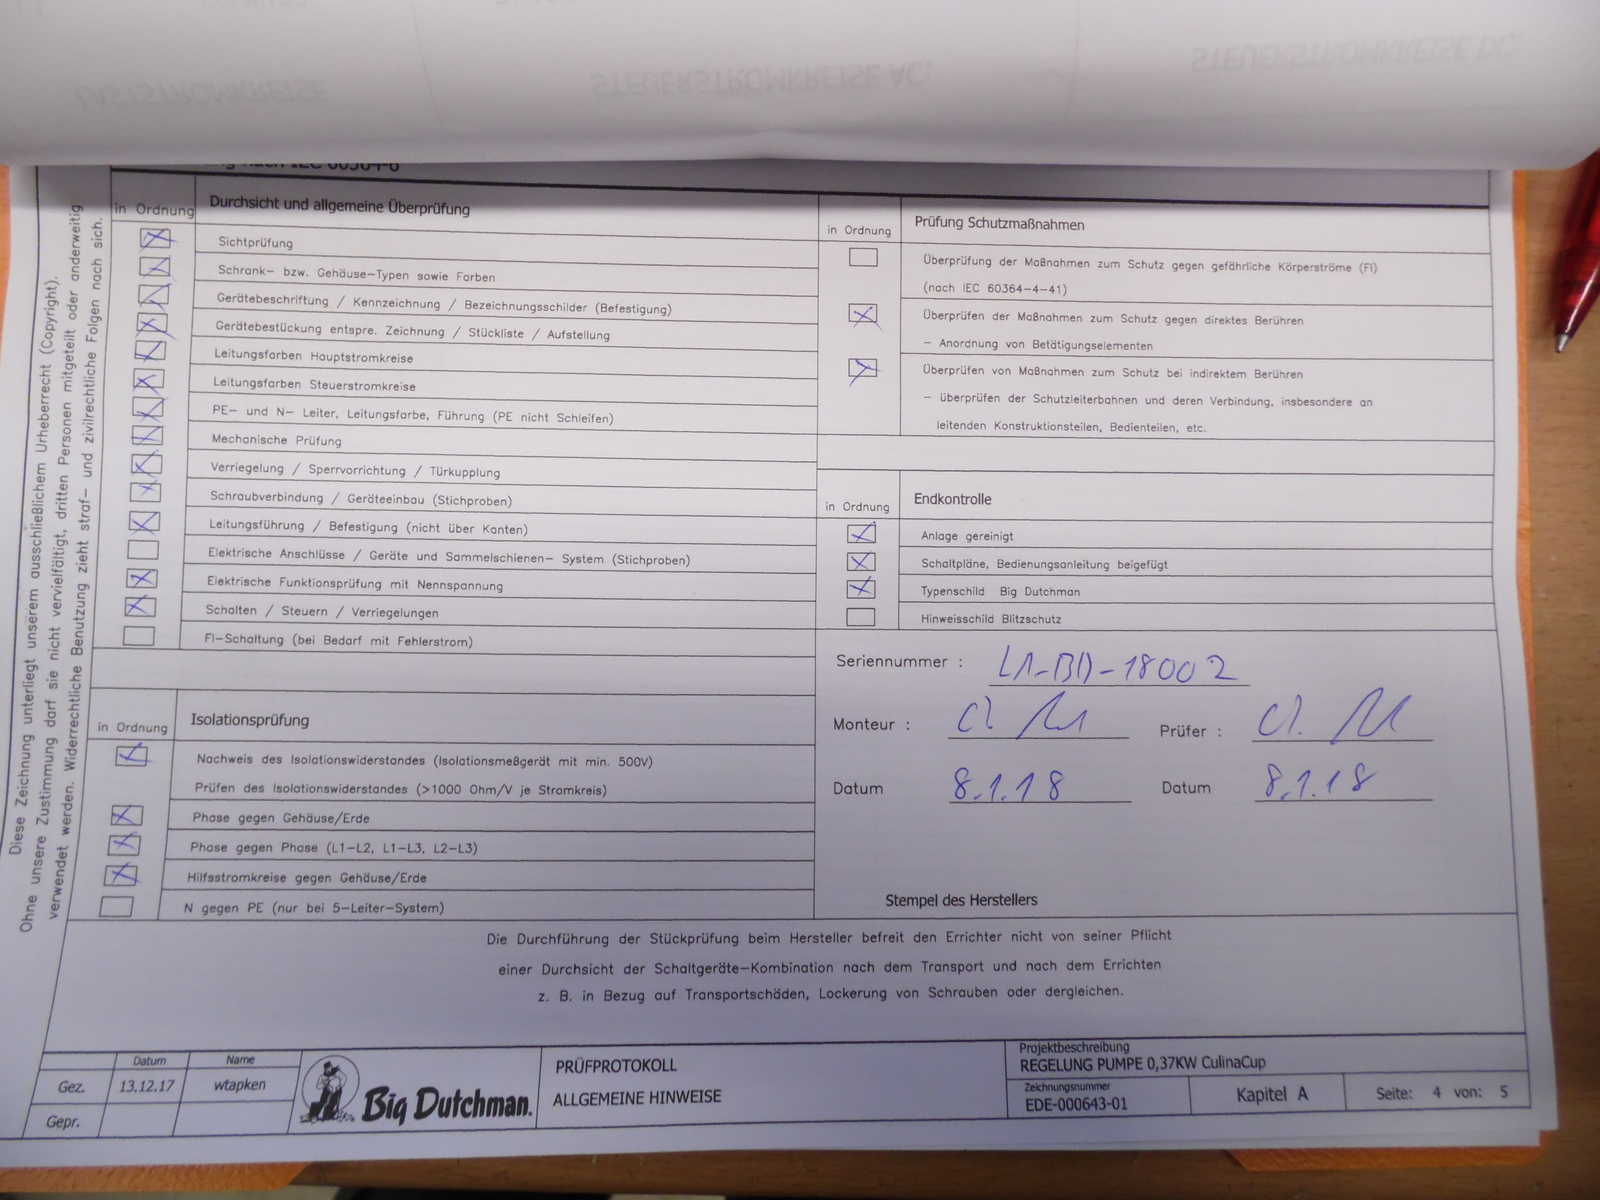 LASTSTROMKREISE
STEUERSTROMKREISE AC.
STEUERSTROMKREISE DC.
nach IEC 60364-6
Diese Zeichnung unterliegt unserem ausschließlichem Urheberrecht (Copyright).
Ohne unsere Zustimmung darf sie nicht vervielfältigt, dritten Personen mitgeteilt oder anderweitig
verwendet werden. Widerrechtliche Benutzung zieht straf- und zivilrechtliche Folgen nach sich.
in Ordnung Durchsicht und allgemeine Überprüfung
Sichtprüfung
Schrank- bzw. Gehäuse-Typen sowie Farben
Gerätebeschriftung / Kennzeichnung / Bezeichnungsschilder (Befestigung)
Gerätebestückung entspre. Zeichnung / Stückliste / Aufstellung
Leitungsfarben Hauptstromkreise
Leitungsfarben Steuerstromkreise
PE- und N- Leiter, Leitungsfarbe, Führung (PE nicht Schleifen)
Mechanische Prüfung
Verriegelung / Sperrvorrichtung / Türkupplung
Schraubverbindung / Geräteeinbau (Stichproben)
Leitungsführung / Befestigung (nicht über Kanten)
Elektrische Anschlüsse / Geräte und Sammelschienen- System (Stichproben)
Elektrische Funktionsprüfung mit Nennspannung
Schalten / Steuern / Verriegelungen
FI-Schaltung (bei Bedarf mit Fehlerstrom)
in Ordnung Isolationsprüfung
Nachweis des Isolationswiderstandes (Isolationsmeßgerät mit min. 500V)
Prüfen des Isolationswiderstandes (>1000 Ohm/V je Stromkreis)
Phase gegen Gehäuse/Erde
Phase gegen Phase (L1-L2, L1-L3, L2-L3)
Hilfsstromkreise gegen Gehäuse/Erde
N gegen PE (nur bei 5-Leiter-System)
in Ordnung Prüfung Schutzmaßnahmen
Überprüfung der Maßnahmen zum Schutz gegen gefährliche Körperströme (FI)
(nach IEC 60364-4-41)
Überprüfen der Maßnahmen zum Schutz gegen direktes Berühren
- Anordnung von Betätigungselementen
Überprüfen von Maßnahmen zum Schutz bei indirektem Berühren
- überprüfen der Schutzleiterbahnen und deren Verbindung, insbesondere an
leitenden Konstruktionsteilen, Bedienteilen, etc.
in Ordnung Endkontrolle
Anlage gereinigt
Schaltpläne, Bedienungsanleitung beigefügt
Typenschild Big Dutchman
Hinweisschild Blitzschutz
Seriennummer : LA-BD-18002
Monteur : Prüfer :
Datum 8.1.18 Datum 8.1.18
Stempel des Herstellers
Die Durchführung der Stückprüfung beim Hersteller befreit den Errichter nicht von seiner Pflicht
einer Durchsicht der Schaltgeräte-Kombination nach dem Transport und nach dem Errichten
z. B. in Bezug auf Transportschäden, Lockerung von Schrauben oder dergleichen.
Datum Name
Gez. 13.12.17 wtapken
Gepr.
Big Dutchman.
PRÜFPROTOKOLL
ALLGEMEINE HINWEISE
Projektbeschreibung
REGELUNG PUMPE 0,37KW CulinaCup
Zeichnungsnummer
EDE-000643-01
Kapitel A
Seite: 4 von: 5